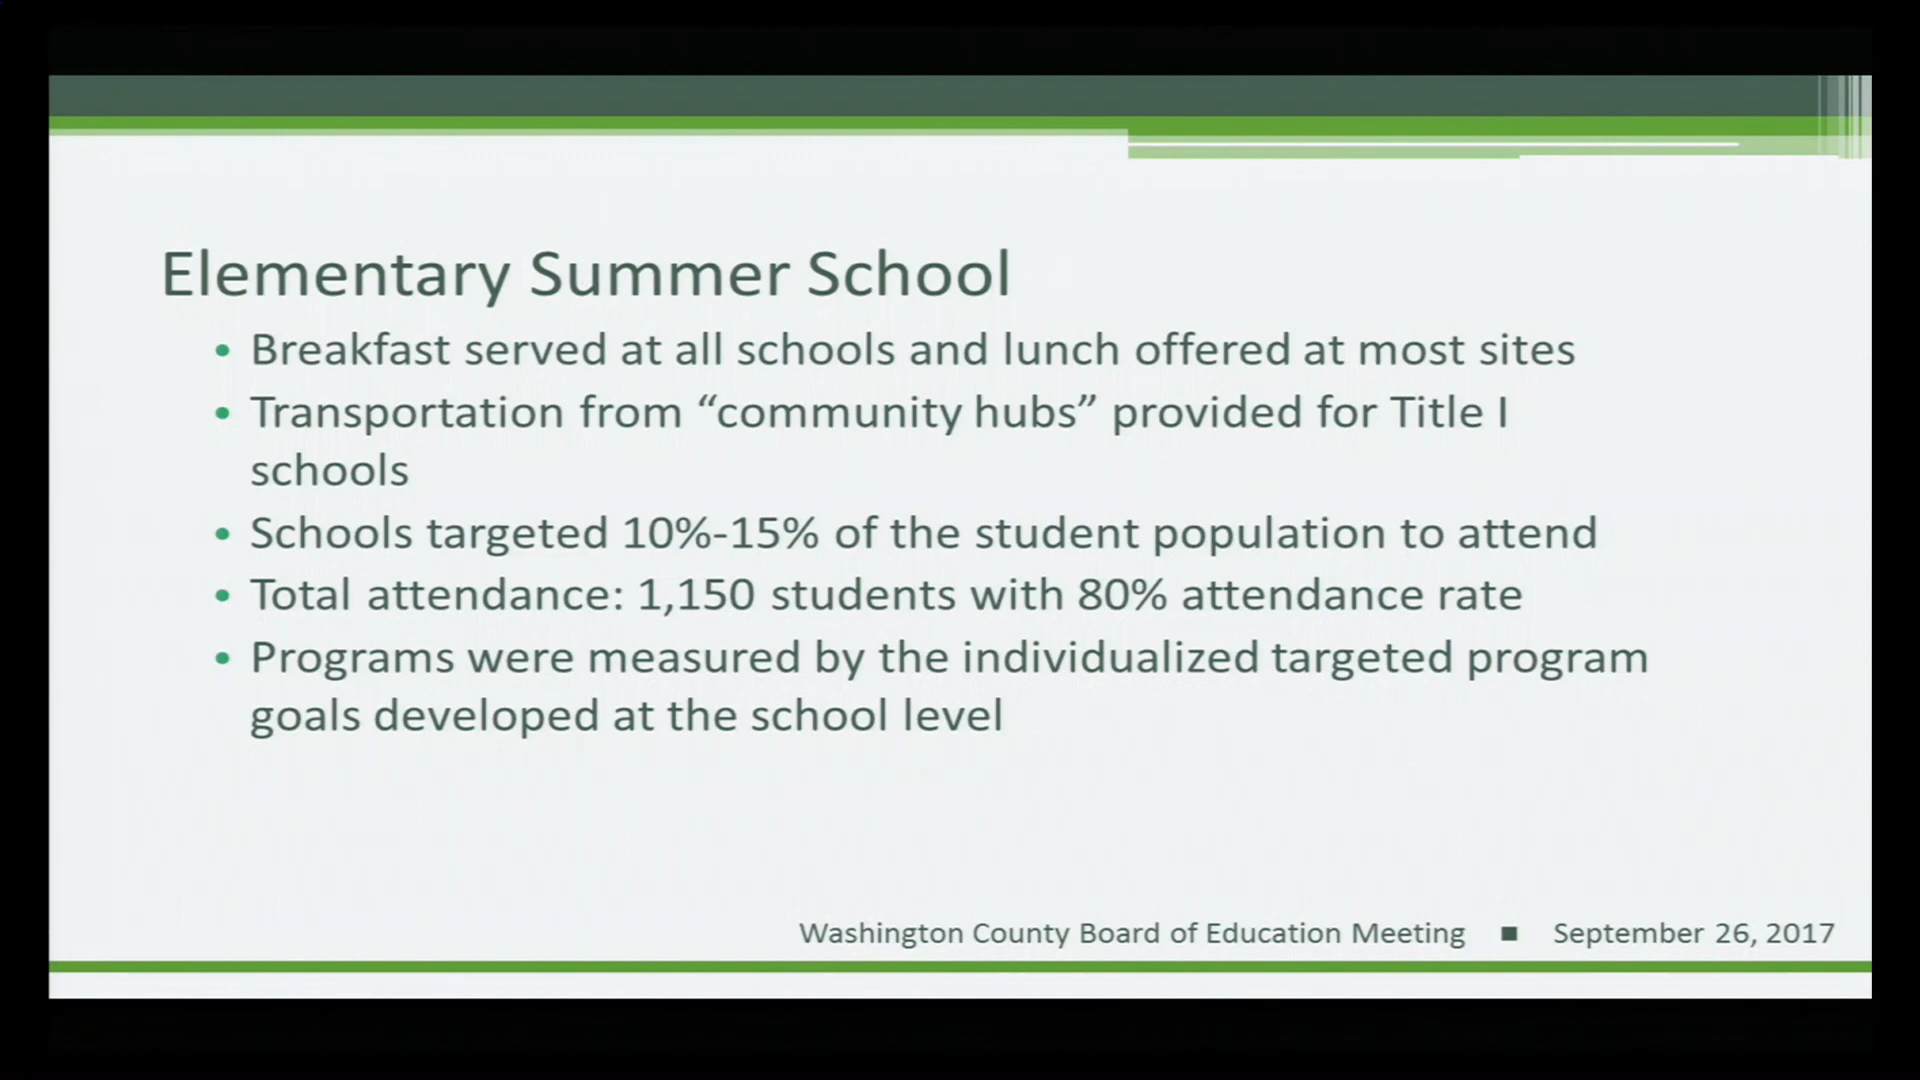 Elementary Summer School
• Breakfast served at all schools and lunch offered at most sites
• Transportation from “community hubs” provided for Title I
schools
• Schools targeted 10%-15% of the student population to attend
• Total attendance: 1,150 students with 80% attendance rate
• Programs were measured by the individualized targeted program
goals developed at the school level
Washington County Board of Education Meeting ■ September 26, 2017